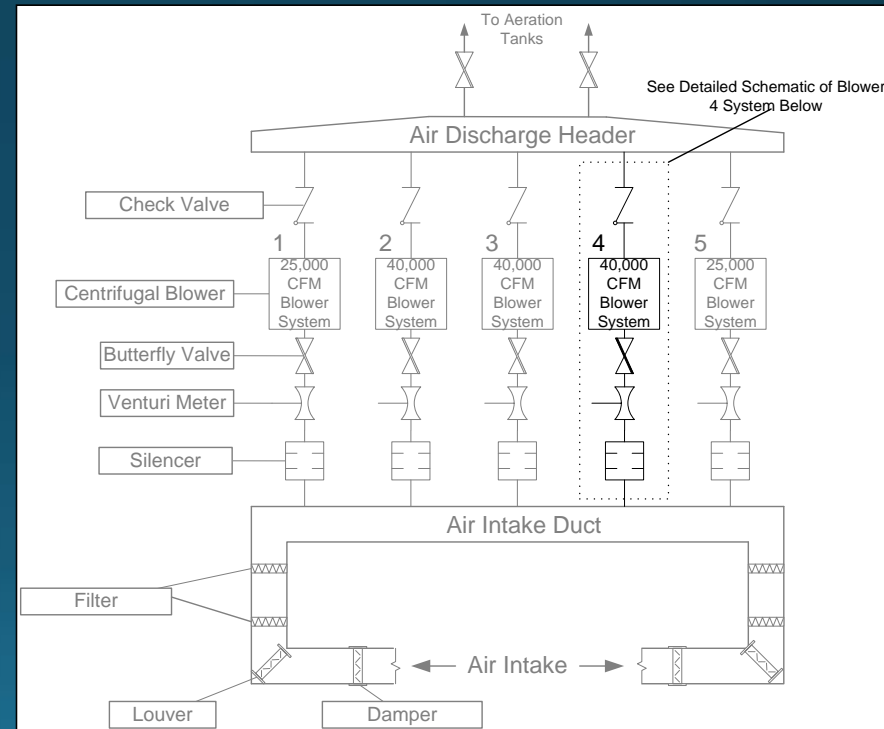 To Aeration
Tanks
See Detailed Schematic of Blower
4 System Below
Air Discharge Header
Check Valve
1
2
3
4
5
25,000
CFM
Blower
System
40,000
CFM
Blower
System
40,000
CFM
Blower
System
40,000
CFM
Blower
System
25,000
CFM
Blower
System
Centrifugal Blower
Butterfly Valve
Venturi Meter
Silencer
Air Intake Duct
Filter
Air Intake
Louver
Damper